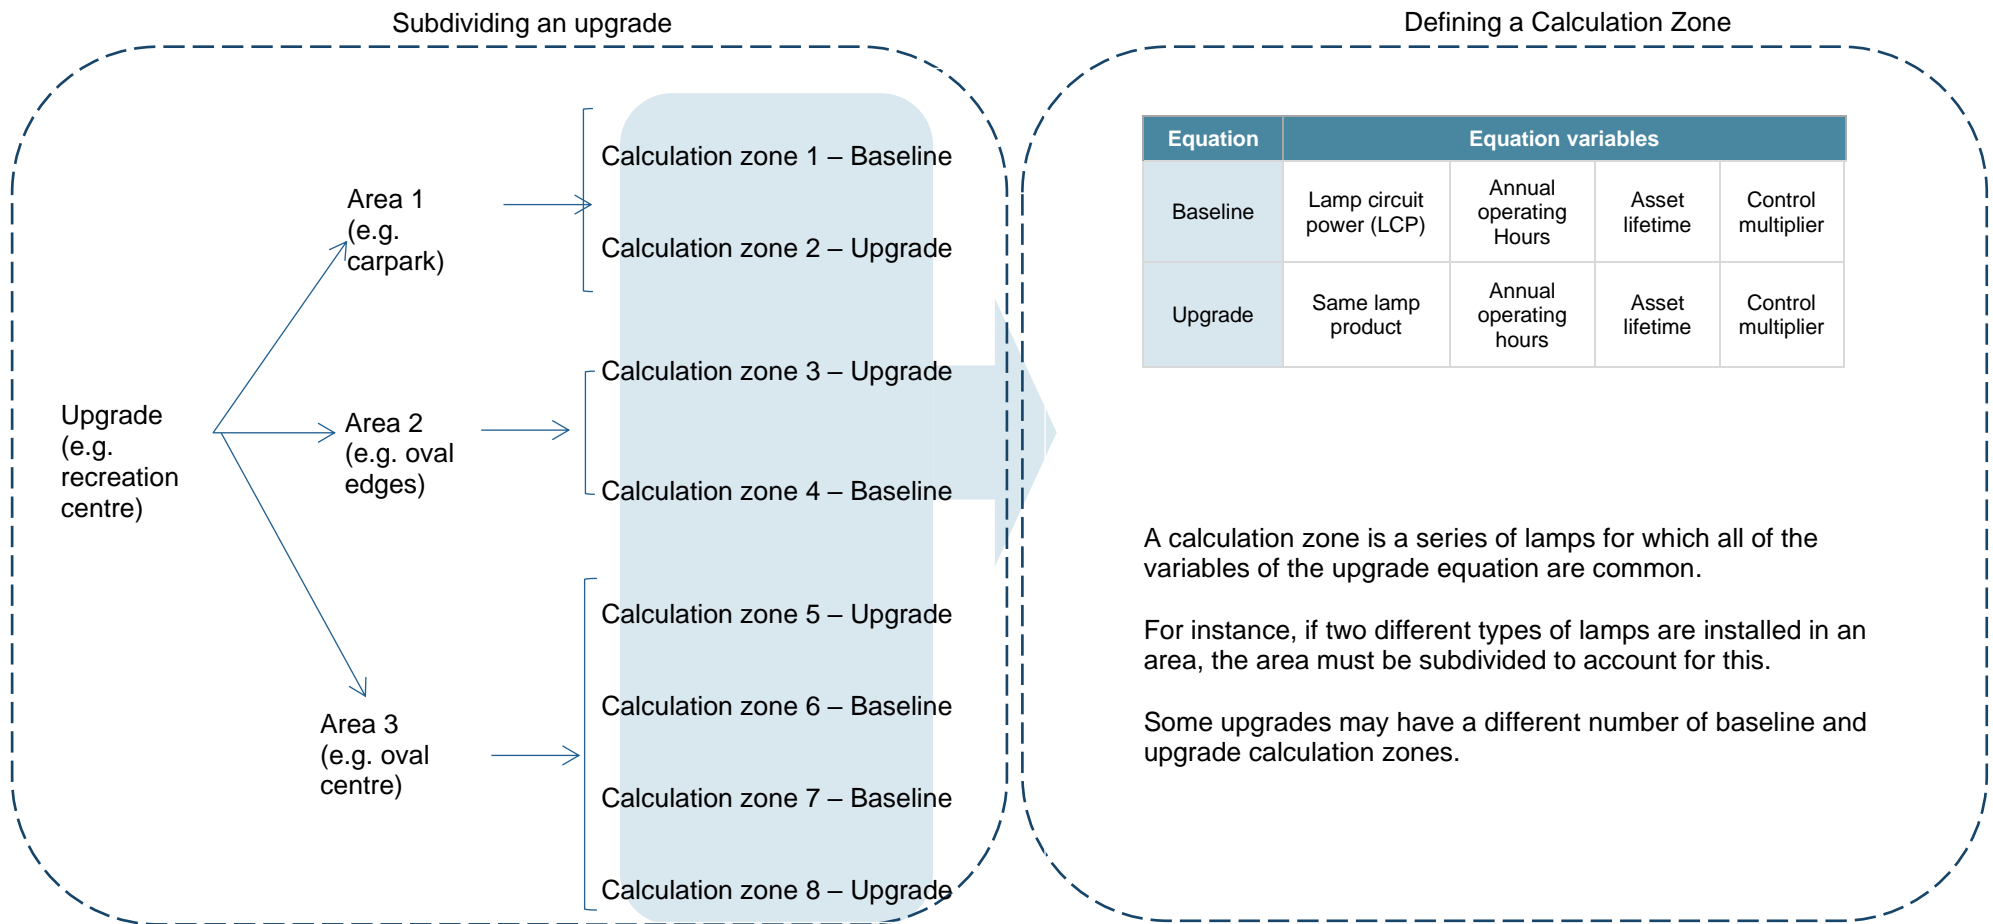 Subdividing an upgrade
Upgrade
(e.g.
recreation
centre)
Area 1
(e.g.
carpark)
Area 2
(e.g. oval
edges)
Area 3
(e.g. oval
centre)
Calculation zone 1 – Baseline
Calculation zone 2 – Upgrade
Calculation zone 3 – Upgrade
Calculation zone 4 – Baseline
Calculation zone 5 – Upgrade
Calculation zone 6 – Baseline
Calculation zone 7 – Baseline
Calculation zone 8 – Upgrade
Defining a Calculation Zone
Equation
Equation variables
Baseline
Lamp circuit
power (LCP)
Annual
operating
Hours
Asset
lifetime
Control
multiplier
Upgrade
Same lamp
product
Annual
operating
hours
Asset
lifetime
Control
multiplier
A calculation zone is a series of lamps for which all of the
variables of the upgrade equation are common.
For instance, if two different types of lamps are installed in an
area, the area must be subdivided to account for this.
Some upgrades may have a different number of baseline and
upgrade calculation zones.